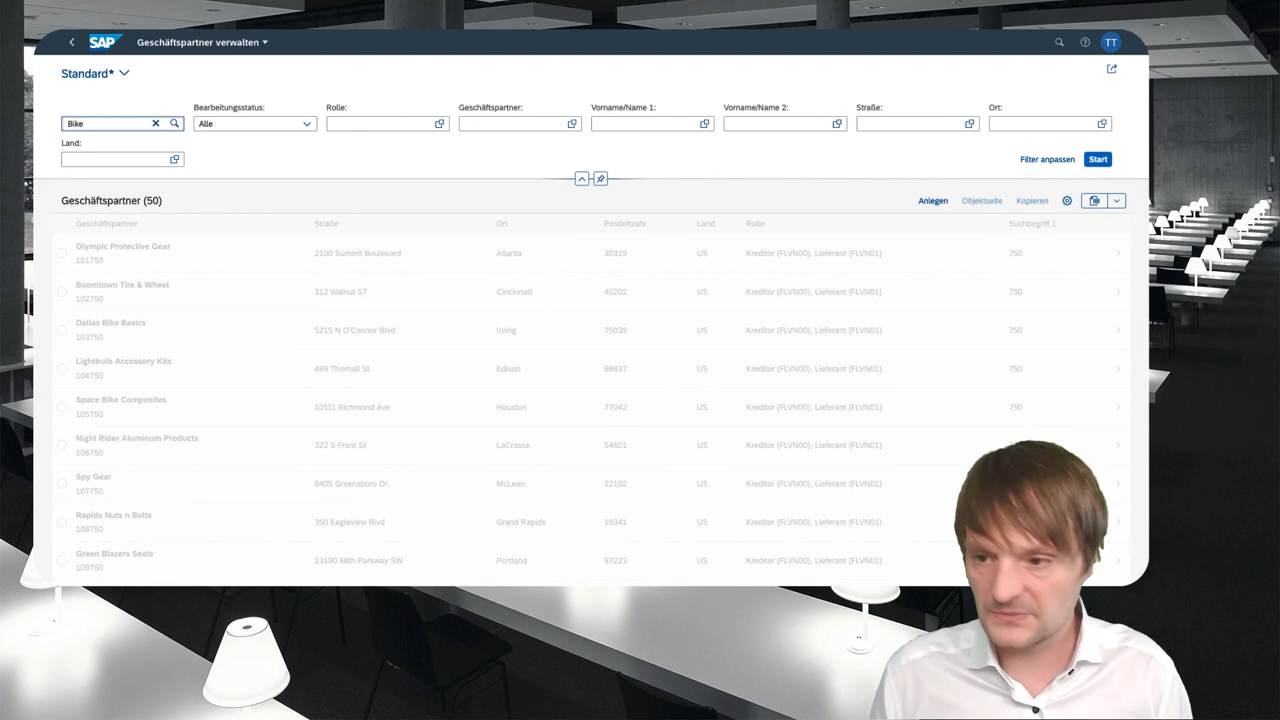 SAP Geschäftspartner verwalten TT
Standard*
Bearbeitungsstatus: Rolle: Geschäftspartner: Vorname/Name 1: Vorname/Name 2: Straße: Ort:
Bike Alle
Land:
Filter anpassen Start
Geschäftspartner (50) Anlegen Objektseite Kopieren
Geschäftspartner Straße Ort Postleitzahl Land Rolle Suchbegriff 1
Olympic Protective Gear
101750 2100 Summit Boulevard Atlanta 30319 US Kreditor (FLVN00), Lieferant (FLVN01) 750
Boomtown Tire & Wheel
102750 312 Walnut ST Cincinnati 45202 US Kreditor (FLVN00), Lieferant (FLVN01) 750
Dallas Bike Basics
103750 5215 N O'Connor Blvd Irving 75039 US Kreditor (FLVN00), Lieferant (FLVN01) 750
Lightbulb Accessory Kits
104750 499 Thornall St Edison 88837 US Kreditor (FLVN00), Lieferant (FLVN01) 750
Space Bike Composites
105750 10111 Richmond Ave Houston 77042 US Kreditor (FLVN00), Lieferant (FLVN01) 750
Night Rider Aluminum Products
106750 322 S Front St LaCrosse 54601 US Kreditor (FLVN00), Lieferant (FLVN01)
Spy Gear
107750 8405 Greensboro Dr. McLean 22102 US Kreditor (FLVN00), Lieferant (FLVN01)
Rapids Nuts n Bolts
108750 350 Eagleview Blvd Grand Rapids 19341 US Kreditor (FLVN00), Lieferant (FLVN01)
Green Blazers Seats
109750 13190 68th Parkway SW Portland 97223 US Kreditor (FLVN00), Lieferant (FLVN01)